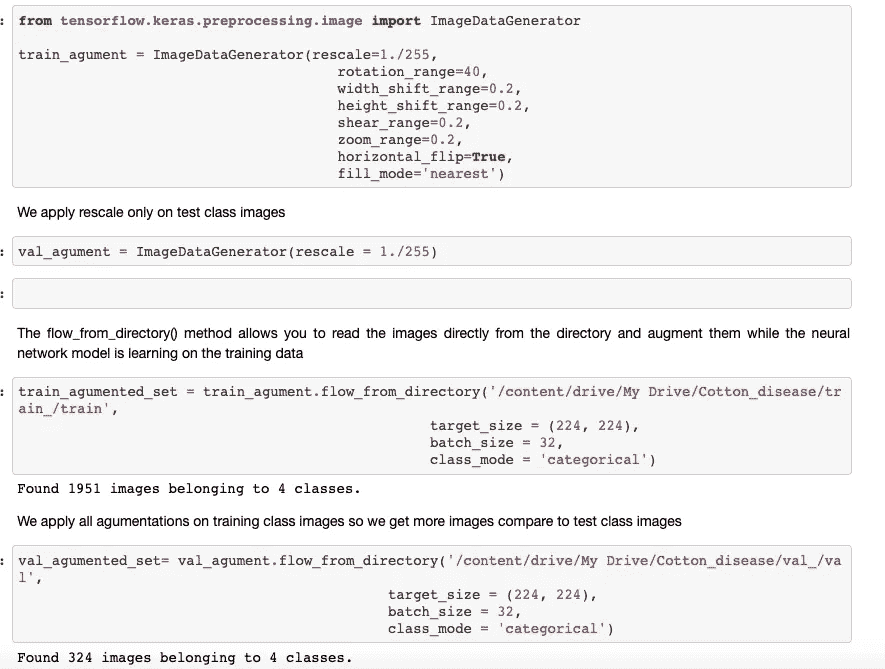 : from tensorflow.keras.preprocessing.image import ImageDataGenerator
train_agument = ImageDataGenerator(rescale=1./255,
rotation_range=40,
width_shift_range=0.2,
height_shift_range=0.2,
shear_range=0.2,
zoom_range=0.2,
horizontal_flip=True,
fill_mode='nearest')
We apply rescale only on test class images
: val_agument = ImageDataGenerator(rescale = 1./255)
:
The flow_from_directory() method allows you to read the images directly from the directory and augment them while the neural
network model is learning on the training data
: train_agumented_set = train_agument.flow_from_directory('/content/drive/My Drive/Cotton_disease/tr
ain_/train',
target_size = (224, 224),
batch_size = 32,
class_mode = 'categorical')
Found 1951 images belonging to 4 classes.
We apply all agumentations on training class images so we get more images compare to test class images
: val_agumented_set= val_agument.flow_from_directory('/content/drive/My Drive/Cotton_disease/val_/va
l',
target_size = (224, 224),
batch_size = 32,
class_mode = 'categorical')
Found 324 images belonging to 4 classes.